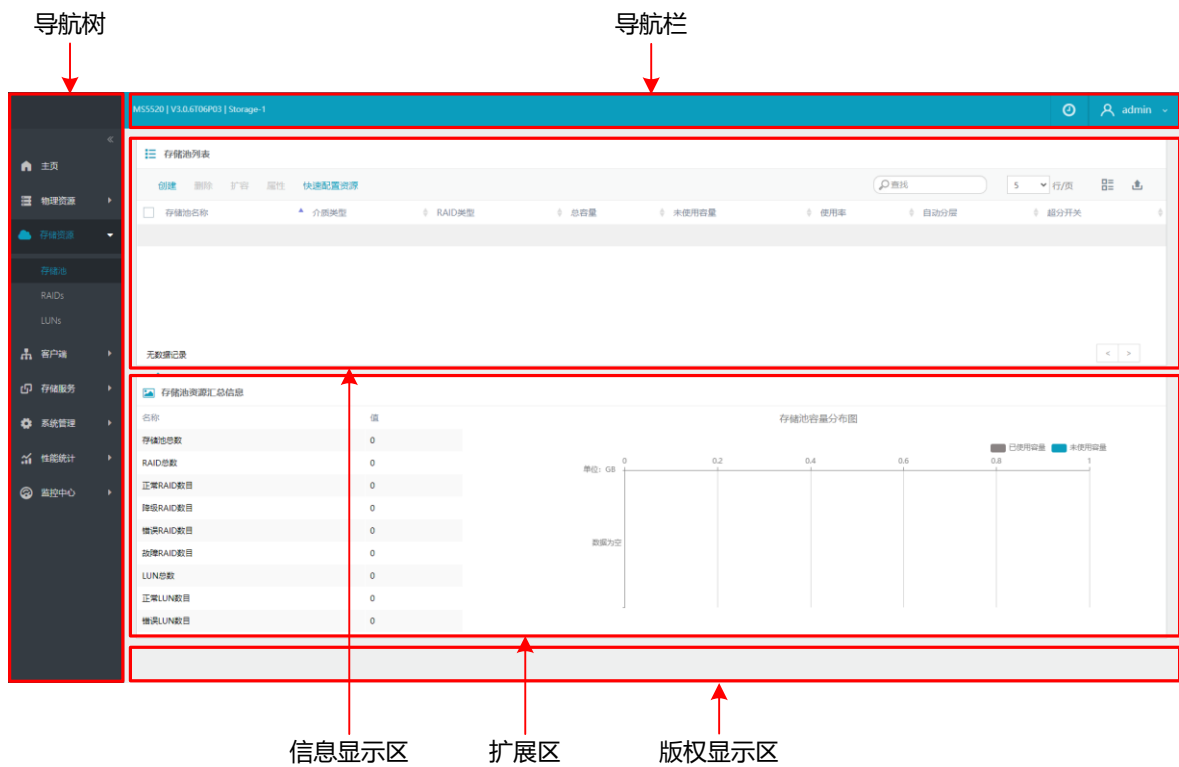 导航树
导航栏
MS5520 | V3.0.6T06P03 | Storage-1
admin
主页
物理资源
存储资源
存储池
RAIDs
LUNs
客户端
存储服务
系统管理
性能统计
监控中心
存储池列表
创建 删除 扩容 属性 快速配置资源
查找 5 行/页
存储池名称 介质类型 RAID类型 总容量 未使用容量 使用率 自动分层 超分开关
无数据记录
< >
存储池资源汇总信息
名称 值
存储池总数 0
RAID总数 0
正常RAID数目 0
降级RAID数目 0
错误RAID数目 0
故障RAID数目 0
LUN总数 0
正常LUN数目 0
错误LUN数目 0
存储池容量分布图
已使用容量 未使用容量
单位：GB 0 0.2 0.4 0.6 0.8 1
数据为空
信息显示区 扩展区 版权显示区